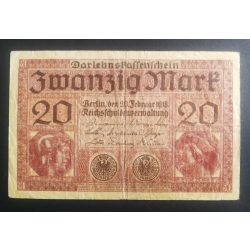 Darlehnskassenschein
Zwanzig Mark
20 20
Berlin, den 20. Februar 1918
Reichsschuldenverwaltung